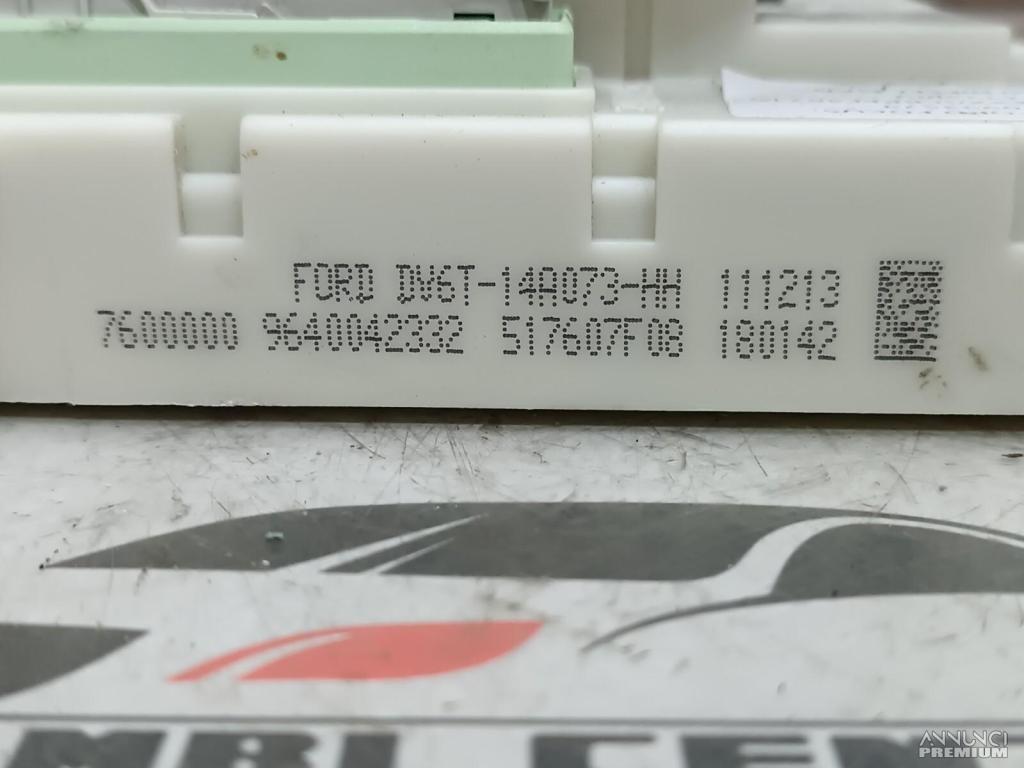 FORD DV6T-14A073-HH 111213
7600000 9640042332 517607F08 180142
ANNUNCI
PREMIUM